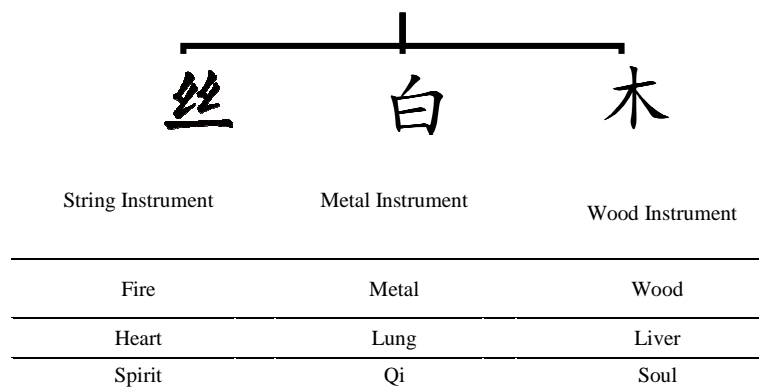 丝 白 木
String Instrument Metal Instrument Wood Instrument
Fire Metal Wood
Heart Lung Liver
Spirit Qi Soul